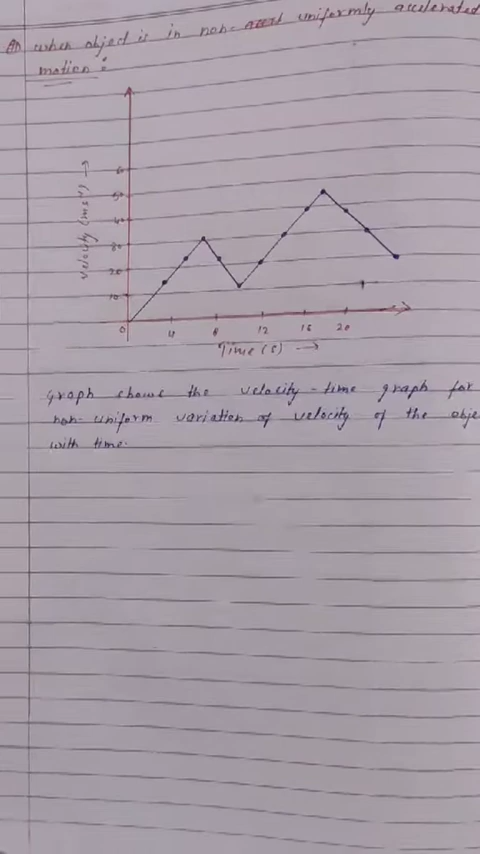 when object is in non- uniformly accelerated
motion :
60
50
40
30
20
10
velocity (ms⁻¹) →
0 4 8 12 16 20
Time (s) →
Graph shows the velocity - time graph for
non-uniform variation of velocity of the obje
with time.